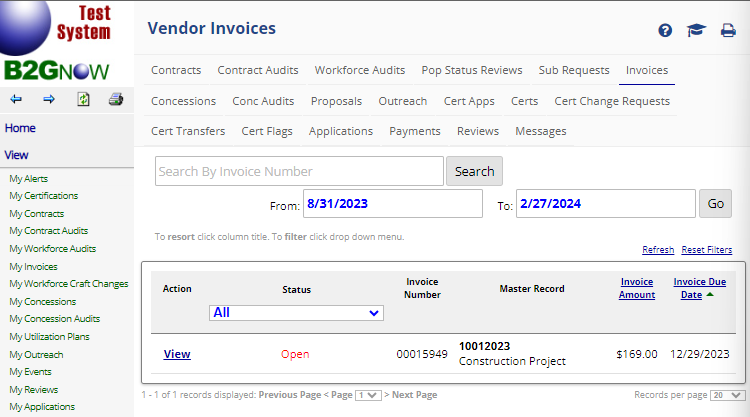 Test
System
B2GNOW
Home
View
My Alerts
My Certifications
My Contracts
My Contract Audits
My Workforce Audits
My Invoices
My Workforce Craft Changes
My Concessions
My Concession Audits
My Utilization Plans
My Outreach
My Events
My Reviews
My Applications
Vendor Invoices
?
Contracts Contract Audits Workforce Audits Pop Status Reviews Sub Requests Invoices
Concessions Conc Audits Proposals Outreach Cert Apps Certs Cert Change Requests
Cert Transfers Cert Flags Applications Payments Reviews Messages
Search By Invoice Number Search
From: 8/31/2023 To: 2/27/2024 Go
To resort click column title. To filter click drop down menu.
Refresh Reset Filters
Action Status Invoice Number Master Record Invoice Amount Invoice Due Date
All
View Open 00015949 10012023 $169.00 12/29/2023
Construction Project
1 - 1 of 1 records displayed: Previous Page < Page 1 > Next Page Records per page 20